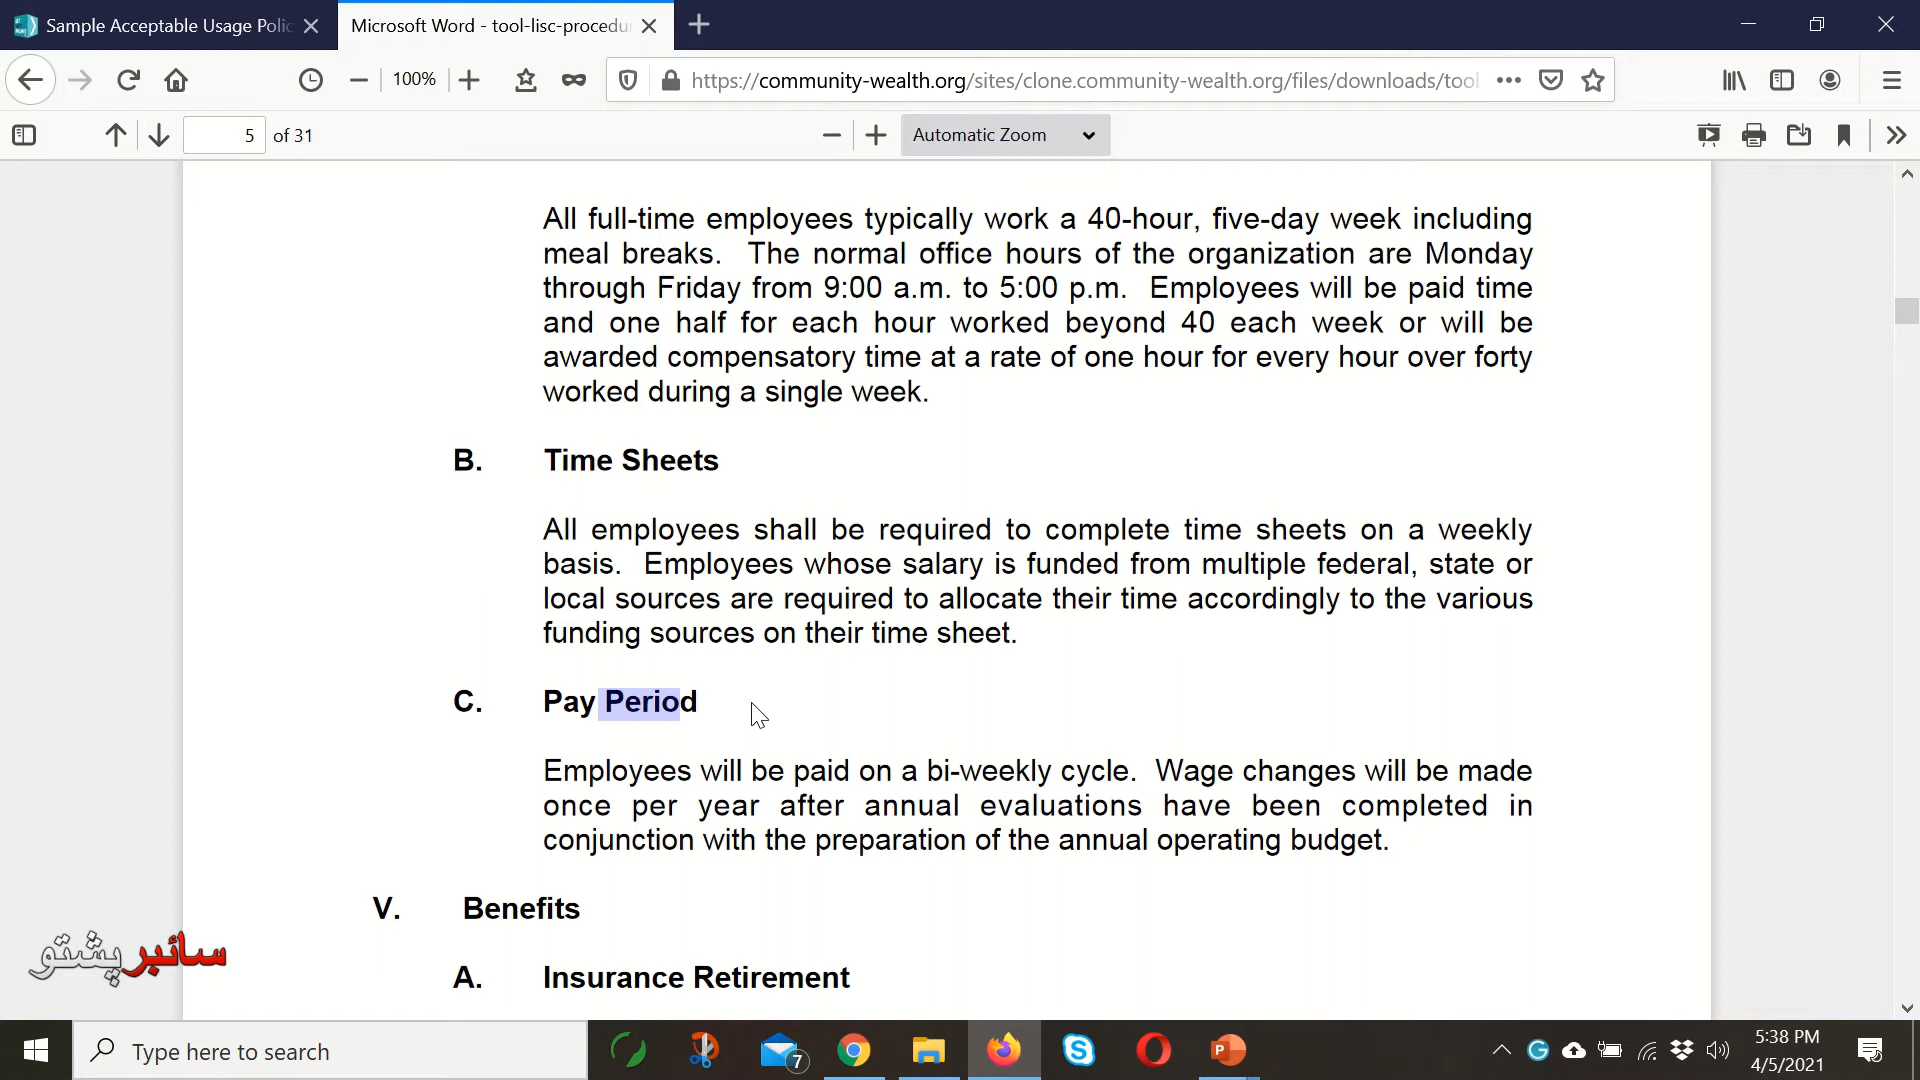 Sample Acceptable Usage Polic
Microsoft Word - tool-lisc-procedu
100%
https://community-wealth.org/sites/clone.community-wealth.org/files/downloads/tool
5 of 31
Automatic Zoom
All full-time employees typically work a 40-hour, five-day week including
meal breaks. The normal office hours of the organization are Monday
through Friday from 9:00 a.m. to 5:00 p.m. Employees will be paid time
and one half for each hour worked beyond 40 each week or will be
awarded compensatory time at a rate of one hour for every hour over forty
worked during a single week.
B. Time Sheets
All employees shall be required to complete time sheets on a weekly
basis. Employees whose salary is funded from multiple federal, state or
local sources are required to allocate their time accordingly to the various
funding sources on their time sheet.
C. Pay Period
Employees will be paid on a bi-weekly cycle. Wage changes will be made
once per year after annual evaluations have been completed in
conjunction with the preparation of the annual operating budget.
V. Benefits
سائبر پشتو
A. Insurance Retirement
Type here to search
7
5:38 PM
4/5/2021